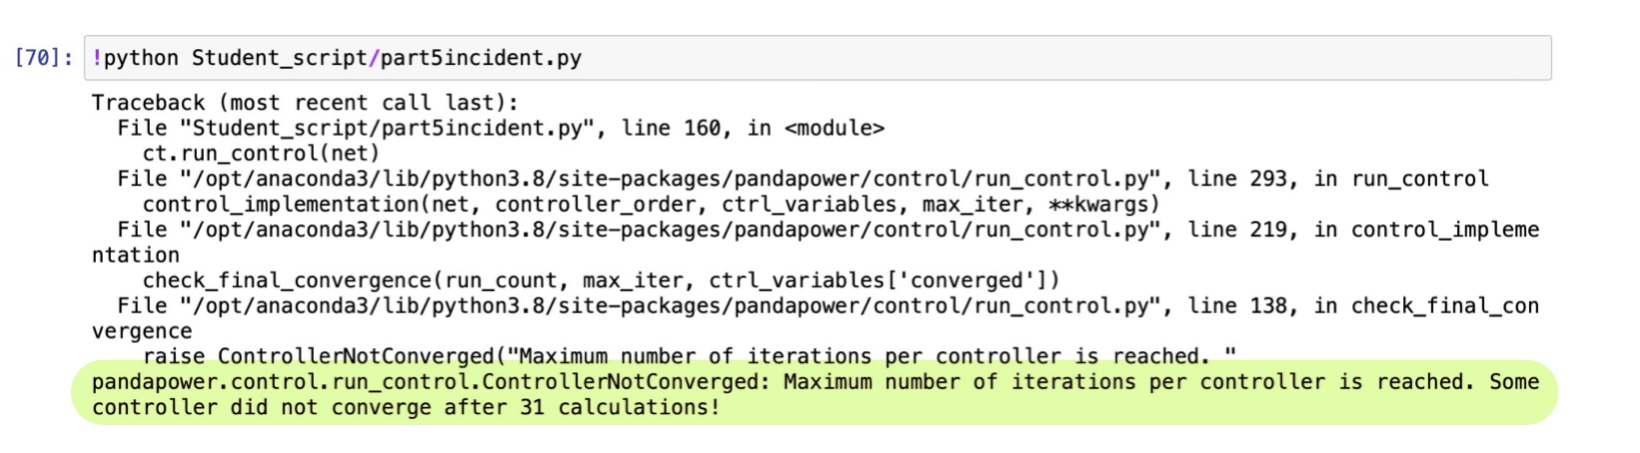 [70]: !python Student_script/part5incident.py
Traceback (most recent call last):
  File "Student_script/part5incident.py", line 160, in <module>
    ct.run_control(net)
  File "/opt/anaconda3/lib/python3.8/site-packages/pandapower/control/run_control.py", line 293, in run_control
    control_implementation(net, controller_order, ctrl_variables, max_iter, **kwargs)
  File "/opt/anaconda3/lib/python3.8/site-packages/pandapower/control/run_control.py", line 219, in control_impleme
ntation
    check_final_convergence(run_count, max_iter, ctrl_variables['converged'])
  File "/opt/anaconda3/lib/python3.8/site-packages/pandapower/control/run_control.py", line 138, in check_final_con
vergence
    raise ControllerNotConverged("Maximum number of iterations per controller is reached. "
pandapower.control.run_control.ControllerNotConverged: Maximum number of iterations per controller is reached. Some
controller did not converge after 31 calculations!